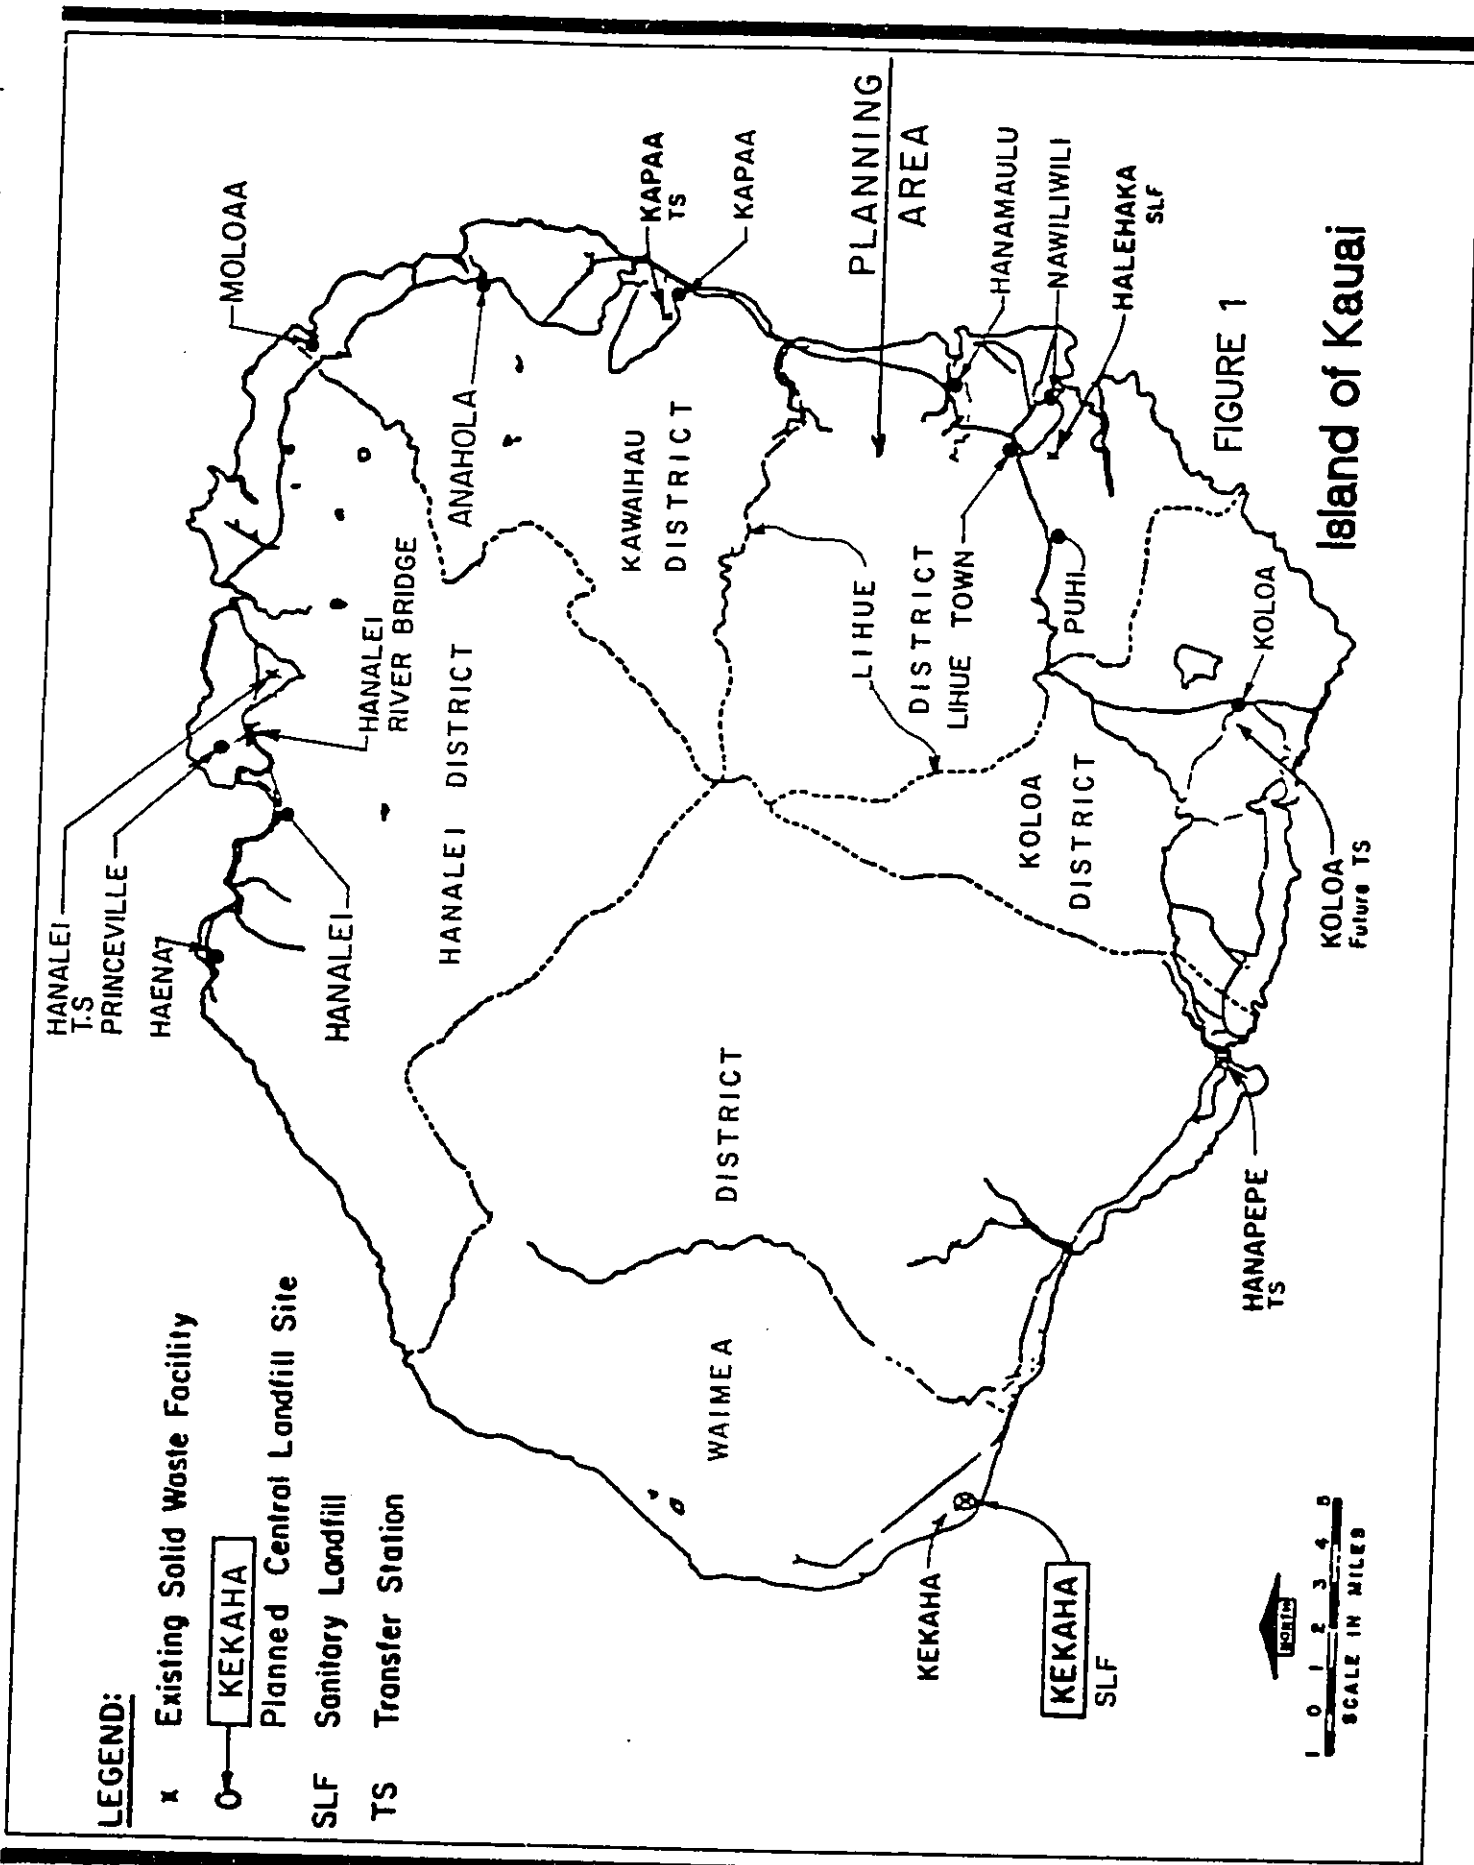 HANALEI
T.S
PRINCEVILLE
HAENA
HANALEI
MOLOAA
ANAHOLA
HANALEI
RIVER BRIDGE
HANALEI DISTRICT
KAPAA
TS
KAPAA
KAWAIHAU
DISTRICT
PLANNING
AREA
LIHUE
DISTRICT
LIHUE TOWN
HANAMAULU
NAWILIWILI
HALEHAKA
SLF
PUHI
KOLOA
DISTRICT
KOLOA
KOLOA
Future TS
WAIMEA
DISTRICT
HANAPEPE
TS
KEKAHA
KEKAHA
SLF
LEGEND:
x Existing Solid Waste Facility
KEKAHA
Planned Central Landfill Site
SLF Sanitary Landfill
TS Transfer Station
NORTH
1 0 1 2 3 4 5
SCALE IN MILES
FIGURE 1
Island of Kauai